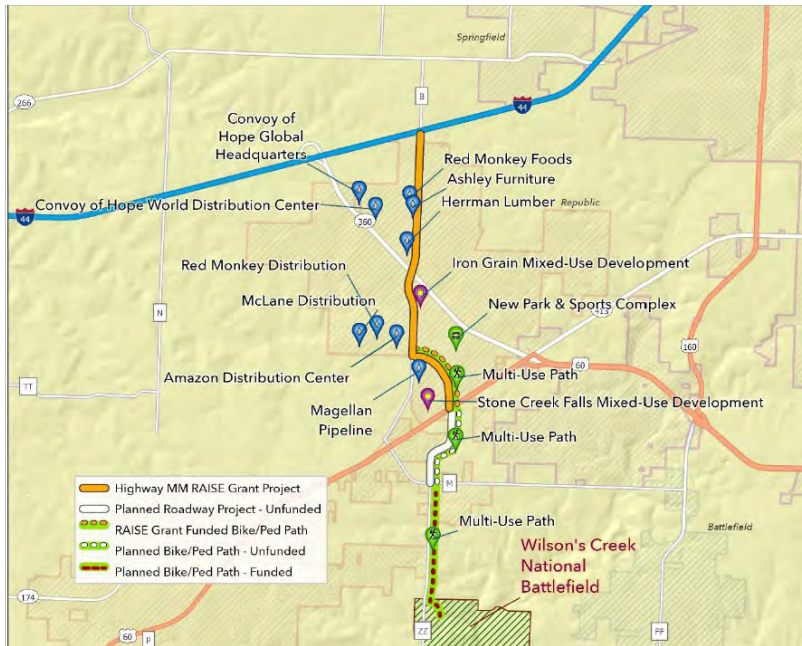 Springfield
266
B
44
Convoy of
Hope Global
Headquarters
Red Monkey Foods
Ashley Furniture
Convoy of Hope World Distribution Center
Herrman Lumber
Republic
44
360
Red Monkey Distribution
Iron Grain Mixed-Use Development
McLane Distribution
New Park & Sports Complex
N
413
160
60
TT
Amazon Distribution Center
Multi-Use Path
Magellan
Pipeline
Stone Creek Falls Mixed-Use Development
Multi-Use Path
Highway MM RAISE Grant Project
Planned Roadway Project - Unfunded
RAISE Grant Funded Bike/Ped Path
Planned Bike/Ped Path - Unfunded
Planned Bike/Ped Path - Funded
M
Multi-Use Path
Battlefield
Wilson's Creek
National
Battlefield
174
60
P
ZZ
FF